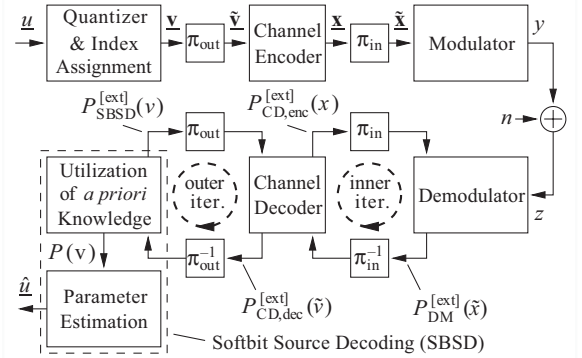 u
Quantizer
& Index
Assignment
v
π_out
ṽ
Channel
Encoder
x
π_in
x̃
Modulator
y
P_SBSD^[ext](v)
P_CD,enc^[ext](x)
n
+
π_out
π_in
Utilization
of a priori
Knowledge
outer
iter.
Channel
Decoder
inner
iter.
Demodulator
z
P(v)
π_out^-1
π_in^-1
û
Parameter
Estimation
P_CD,dec^[ext](ṽ)
P_DM^[ext](x̃)
Softbit Source Decoding (SBSD)